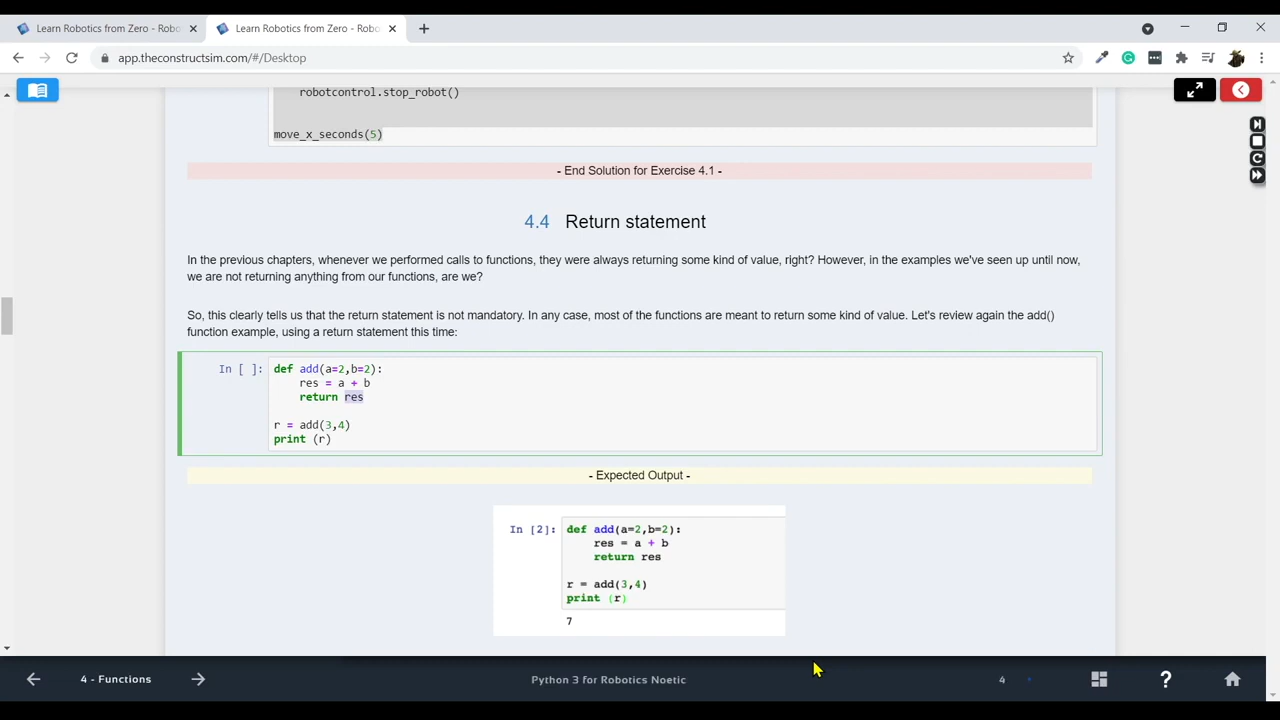 Learn Robotics from Zero - Robo
Learn Robotics from Zero - Robo
app.theconstructsim.com/#/Desktop
robotcontrol.stop_robot()
move_x_seconds(5)
- End Solution for Exercise 4.1 -
4.4 Return statement
In the previous chapters, whenever we performed calls to functions, they were always returning some kind of value, right? However, in the examples we've seen up until now,
we are not returning anything from our functions, are we?
So, this clearly tells us that the return statement is not mandatory. In any case, most of the functions are meant to return some kind of value. Let's review again the add()
function example, using a return statement this time:
In [ ]: def add(a=2,b=2):
res = a + b
return res
r = add(3,4)
print (r)
- Expected Output -
In [2]: def add(a=2,b=2):
res = a + b
return res
r = add(3,4)
print (r)
7
4 - Functions
Python 3 for Robotics Noetic
4
?